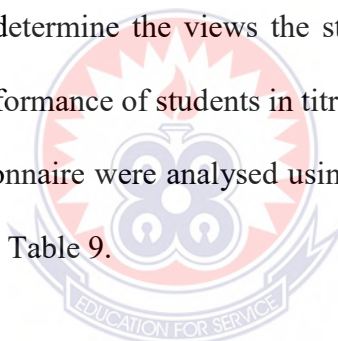 determine the views the st
formance of students in titr
onnaire were analysed usin
Table 9.
EDUCATION FOR SERVICE